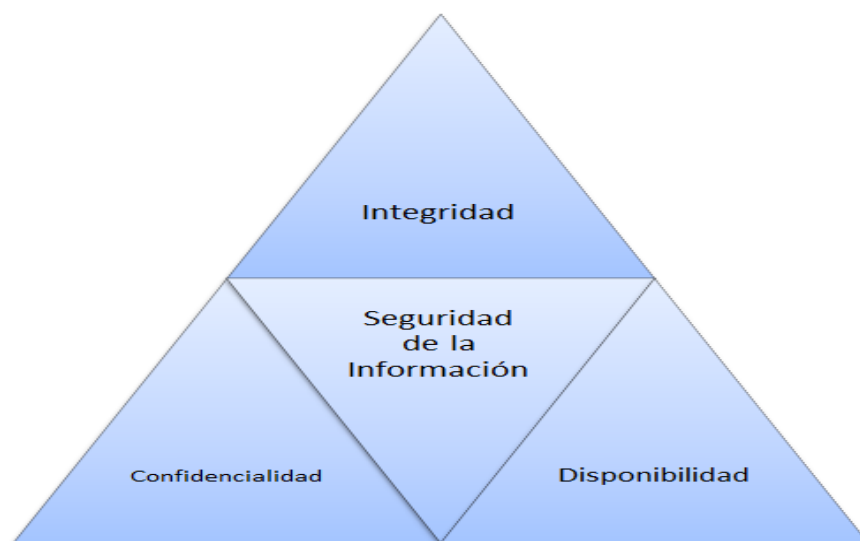 Integridad
Seguridad
de la
Información
Confidencialidad
Disponibilidad